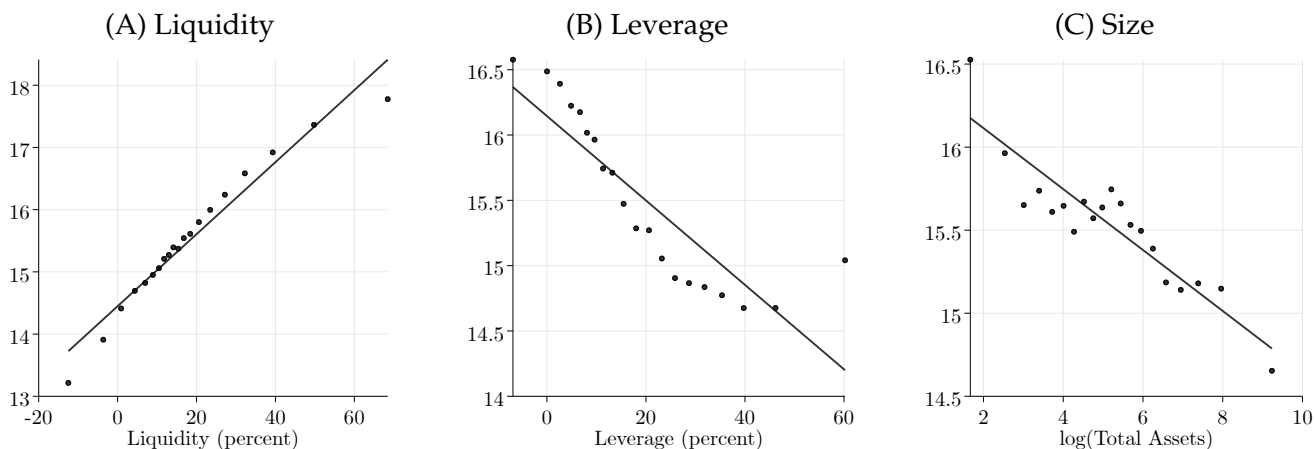 (A) Liquidity
18
17
16
15
14
13
-20 0 20 40 60
Liquidity (percent)
(B) Leverage
16.5
16
15.5
15
14.5
14
0 20 40 60
Leverage (percent)
(C) Size
16.5
16
15.5
15
14.5
2 4 6 8 10
log(Total Assets)